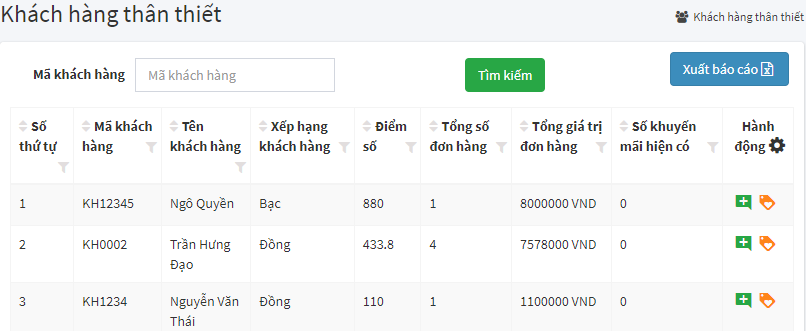 Khách hàng thân thiết
Khách hàng thân thiết
Mã khách hàng
Mã khách hàng
Tìm kiếm
Xuất báo cáo
Số thứ tự
Mã khách hàng
Tên khách hàng
Xếp hạng khách hàng
Điểm số
Tổng số đơn hàng
Tổng giá trị đơn hàng
Số khuyến mãi hiện có
Hành động
1 KH12345 Ngô Quyền Bạc 880 1 8000000 VND 0
2 KH0002 Trần Hưng Đạo Đồng 433.8 4 7578000 VND 0
3 KH1234 Nguyễn Văn Thái Đồng 110 1 1100000 VND 0